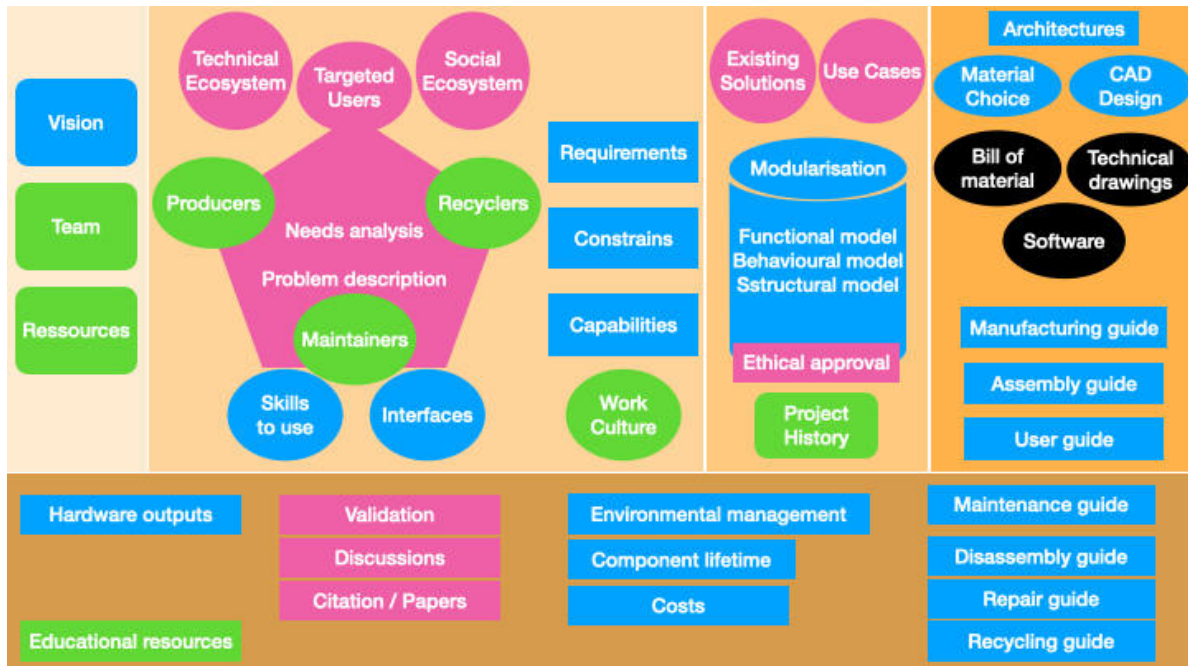 Vision
Team
Ressources
Technical
Ecosystem
Targeted
Users
Social
Ecosystem
Producers
Recyclers
Needs analysis
Problem description
Maintainers
Skills
to use
Interfaces
Requirements
Constrains
Capabilities
Work
Culture
Existing
Solutions
Use Cases
Modularisation
Functional model
Behavioural model
Sstructural model
Ethical approval
Project
History
Architectures
Material
Choice
CAD
Design
Bill of
material
Technical
drawings
Software
Manufacturing guide
Assembly guide
User guide
Hardware outputs
Educational resources
Validation
Discussions
Citation / Papers
Environmental management
Component lifetime
Costs
Maintenance guide
Disassembly guide
Repair guide
Recycling guide